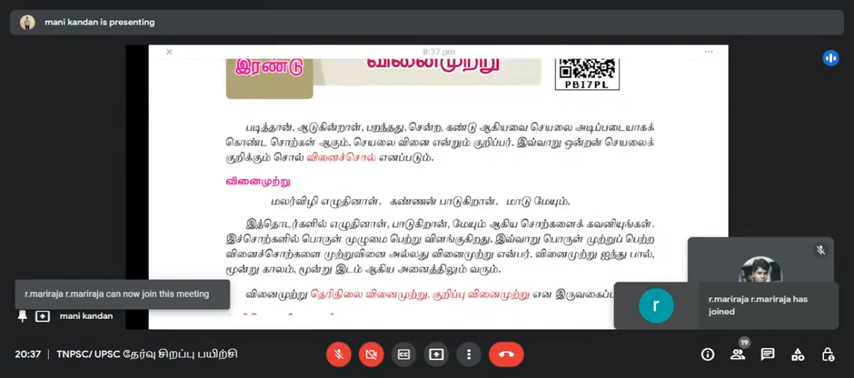 mani kandan is presenting
8:37 pm
இரண்டு
வினைமுற்று
PBI7PL
படித்தான், ஆடுகின்றாள், பறந்தது, சென்ற, கண்டு ஆகியவை செயலை அடிப்படையாகக்
கொண்ட சொற்கள் ஆகும். செயலை வினை என்றும் குறிப்பர். இவ்வாறு ஒன்றன் செயலைக்
குறிக்கும் சொல் வினைச்சொல் எனப்படும்.
வினைமுற்று
மலர்விழி எழுதினாள். கண்ணன் பாடுகிறான். மாடு மேயும்.
இத்தொடர்களில் எழுதினாள், பாடுகிறான், மேயும் ஆகிய சொற்களைக் கவனியுங்கள்.
இச்சொற்களில் பொருள் முழுமை பெற்று விளங்குகிறது. இவ்வாறு பொருள் முற்றுப் பெற்ற
வினைச்சொற்களை முற்றுவினை அல்லது வினைமுற்று என்பர். வினைமுற்று ஐந்து பால்,
மூன்று காலம், மூன்று இடம் ஆகிய அனைத்திலும் வரும்.
வினைமுற்று தெரிநிலை வினைமுற்று, குறிப்பு வினைமுற்று என
r.mariraja r.mariraja can now join this meeting
mani kandan
r
r.mariraja r.mariraja has
joined
20:37 | TNPSC/ UPSC தேர்வு சிறப்பு பயிற்சி
19